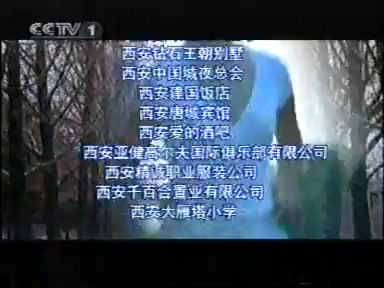 CCTV 1
西安钻石王朝别墅
西安中国城夜总会
西安建国饭店
西安唐城宾馆
西安爱的酒吧
西安亚健高尔夫国际俱乐部有限公司
西安精诚职业服装公司
西安千百合置业有限公司
西安大雁塔小学